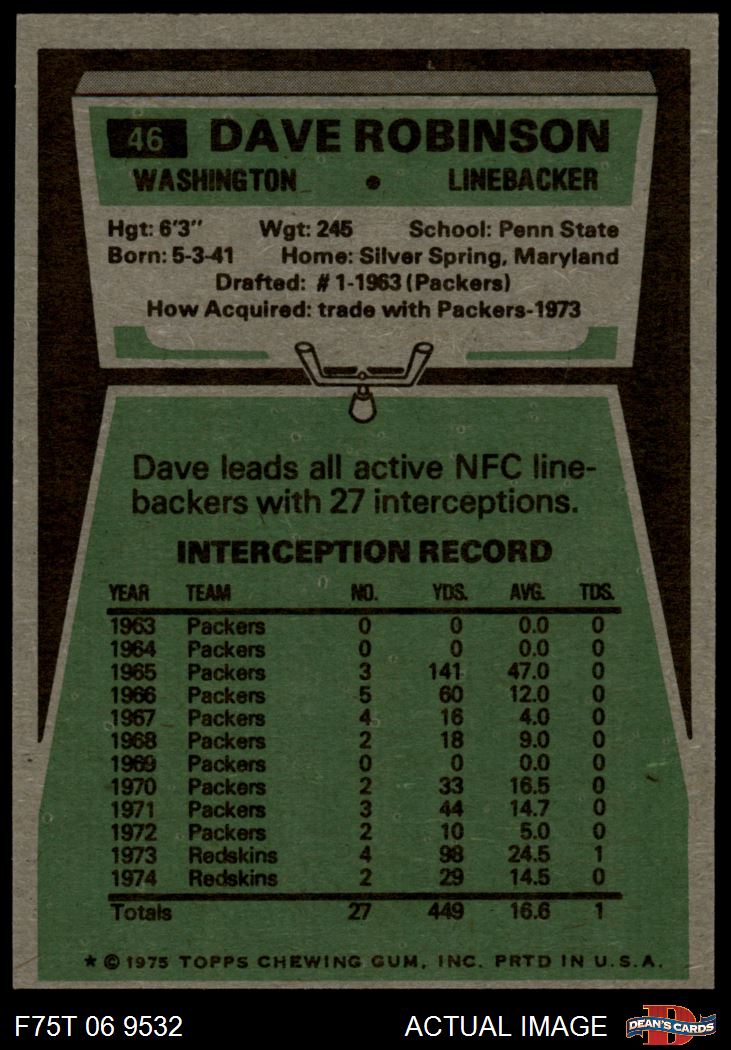 46 DAVE ROBINSON
WASHINGTON • LINEBACKER
Hgt: 6'3" Wgt: 245 School: Penn State
Born: 5-3-41 Home: Silver Spring, Maryland
Drafted: #1-1963 (Packers)
How Acquired: trade with Packers-1973
Dave leads all active NFC line-
backers with 27 interceptions.
INTERCEPTION RECORD
YEAR TEAM NO. YDS. AVG. TDS.
1963 Packers 0 0 0.0 0
1964 Packers 0 0 0.0 0
1965 Packers 3 141 47.0 0
1966 Packers 5 60 12.0 0
1967 Packers 4 16 4.0 0
1968 Packers 2 18 9.0 0
1969 Packers 0 0 0.0 0
1970 Packers 2 33 16.5 0
1971 Packers 3 44 14.7 0
1972 Packers 2 10 5.0 0
1973 Redskins 4 98 24.5 1
1974 Redskins 2 29 14.5 0
Totals 27 449 16.6 1
★ © 1975 TOPPS CHEWING GUM, INC. PRTD IN U.S.A.
F75T 06 9532 ACTUAL IMAGE D DEAN'S CARDS